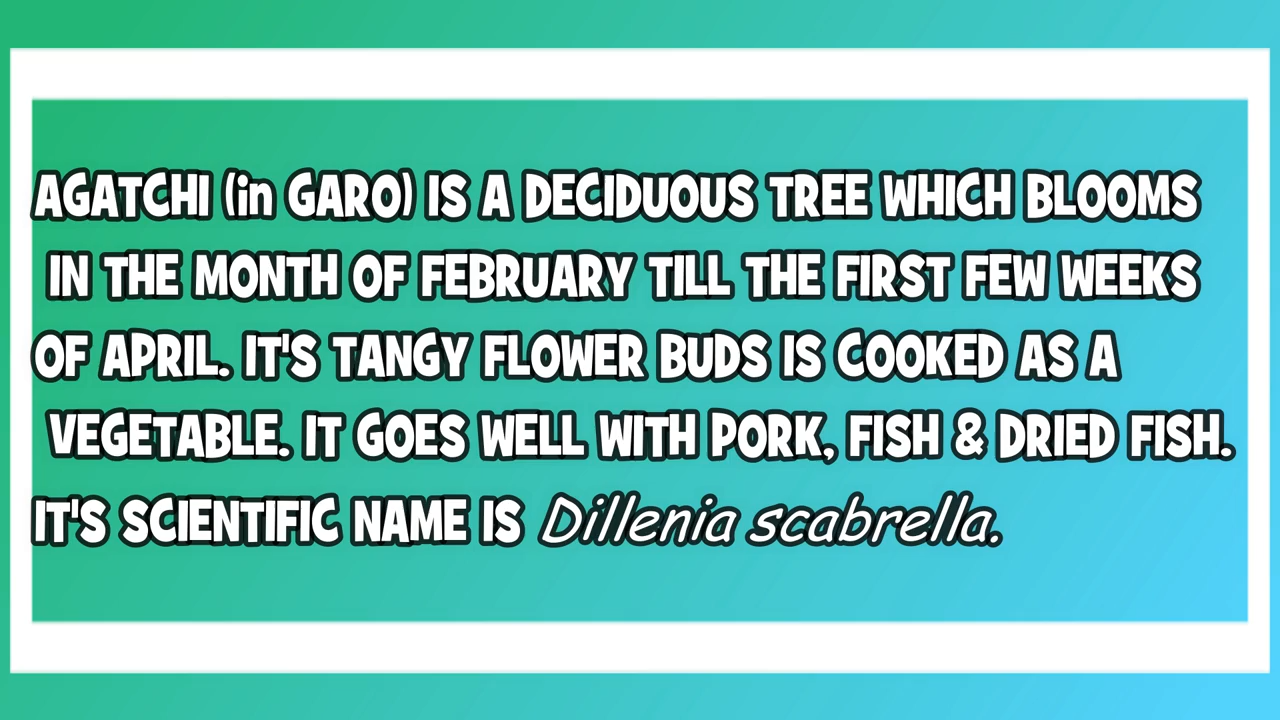 AGATCHI (in GARO) IS A DECIDUOUS TREE WHICH BLOOMS
IN THE MONTH OF FEBRUARY TILL THE FIRST FEW WEEKS
OF APRIL. IT'S TANGY FLOWER BUDS IS COOKED AS A
VEGETABLE. IT GOES WELL WITH PORK, FISH & DRIED FISH.
IT'S SCIENTIFIC NAME IS Dillenia scabrella.